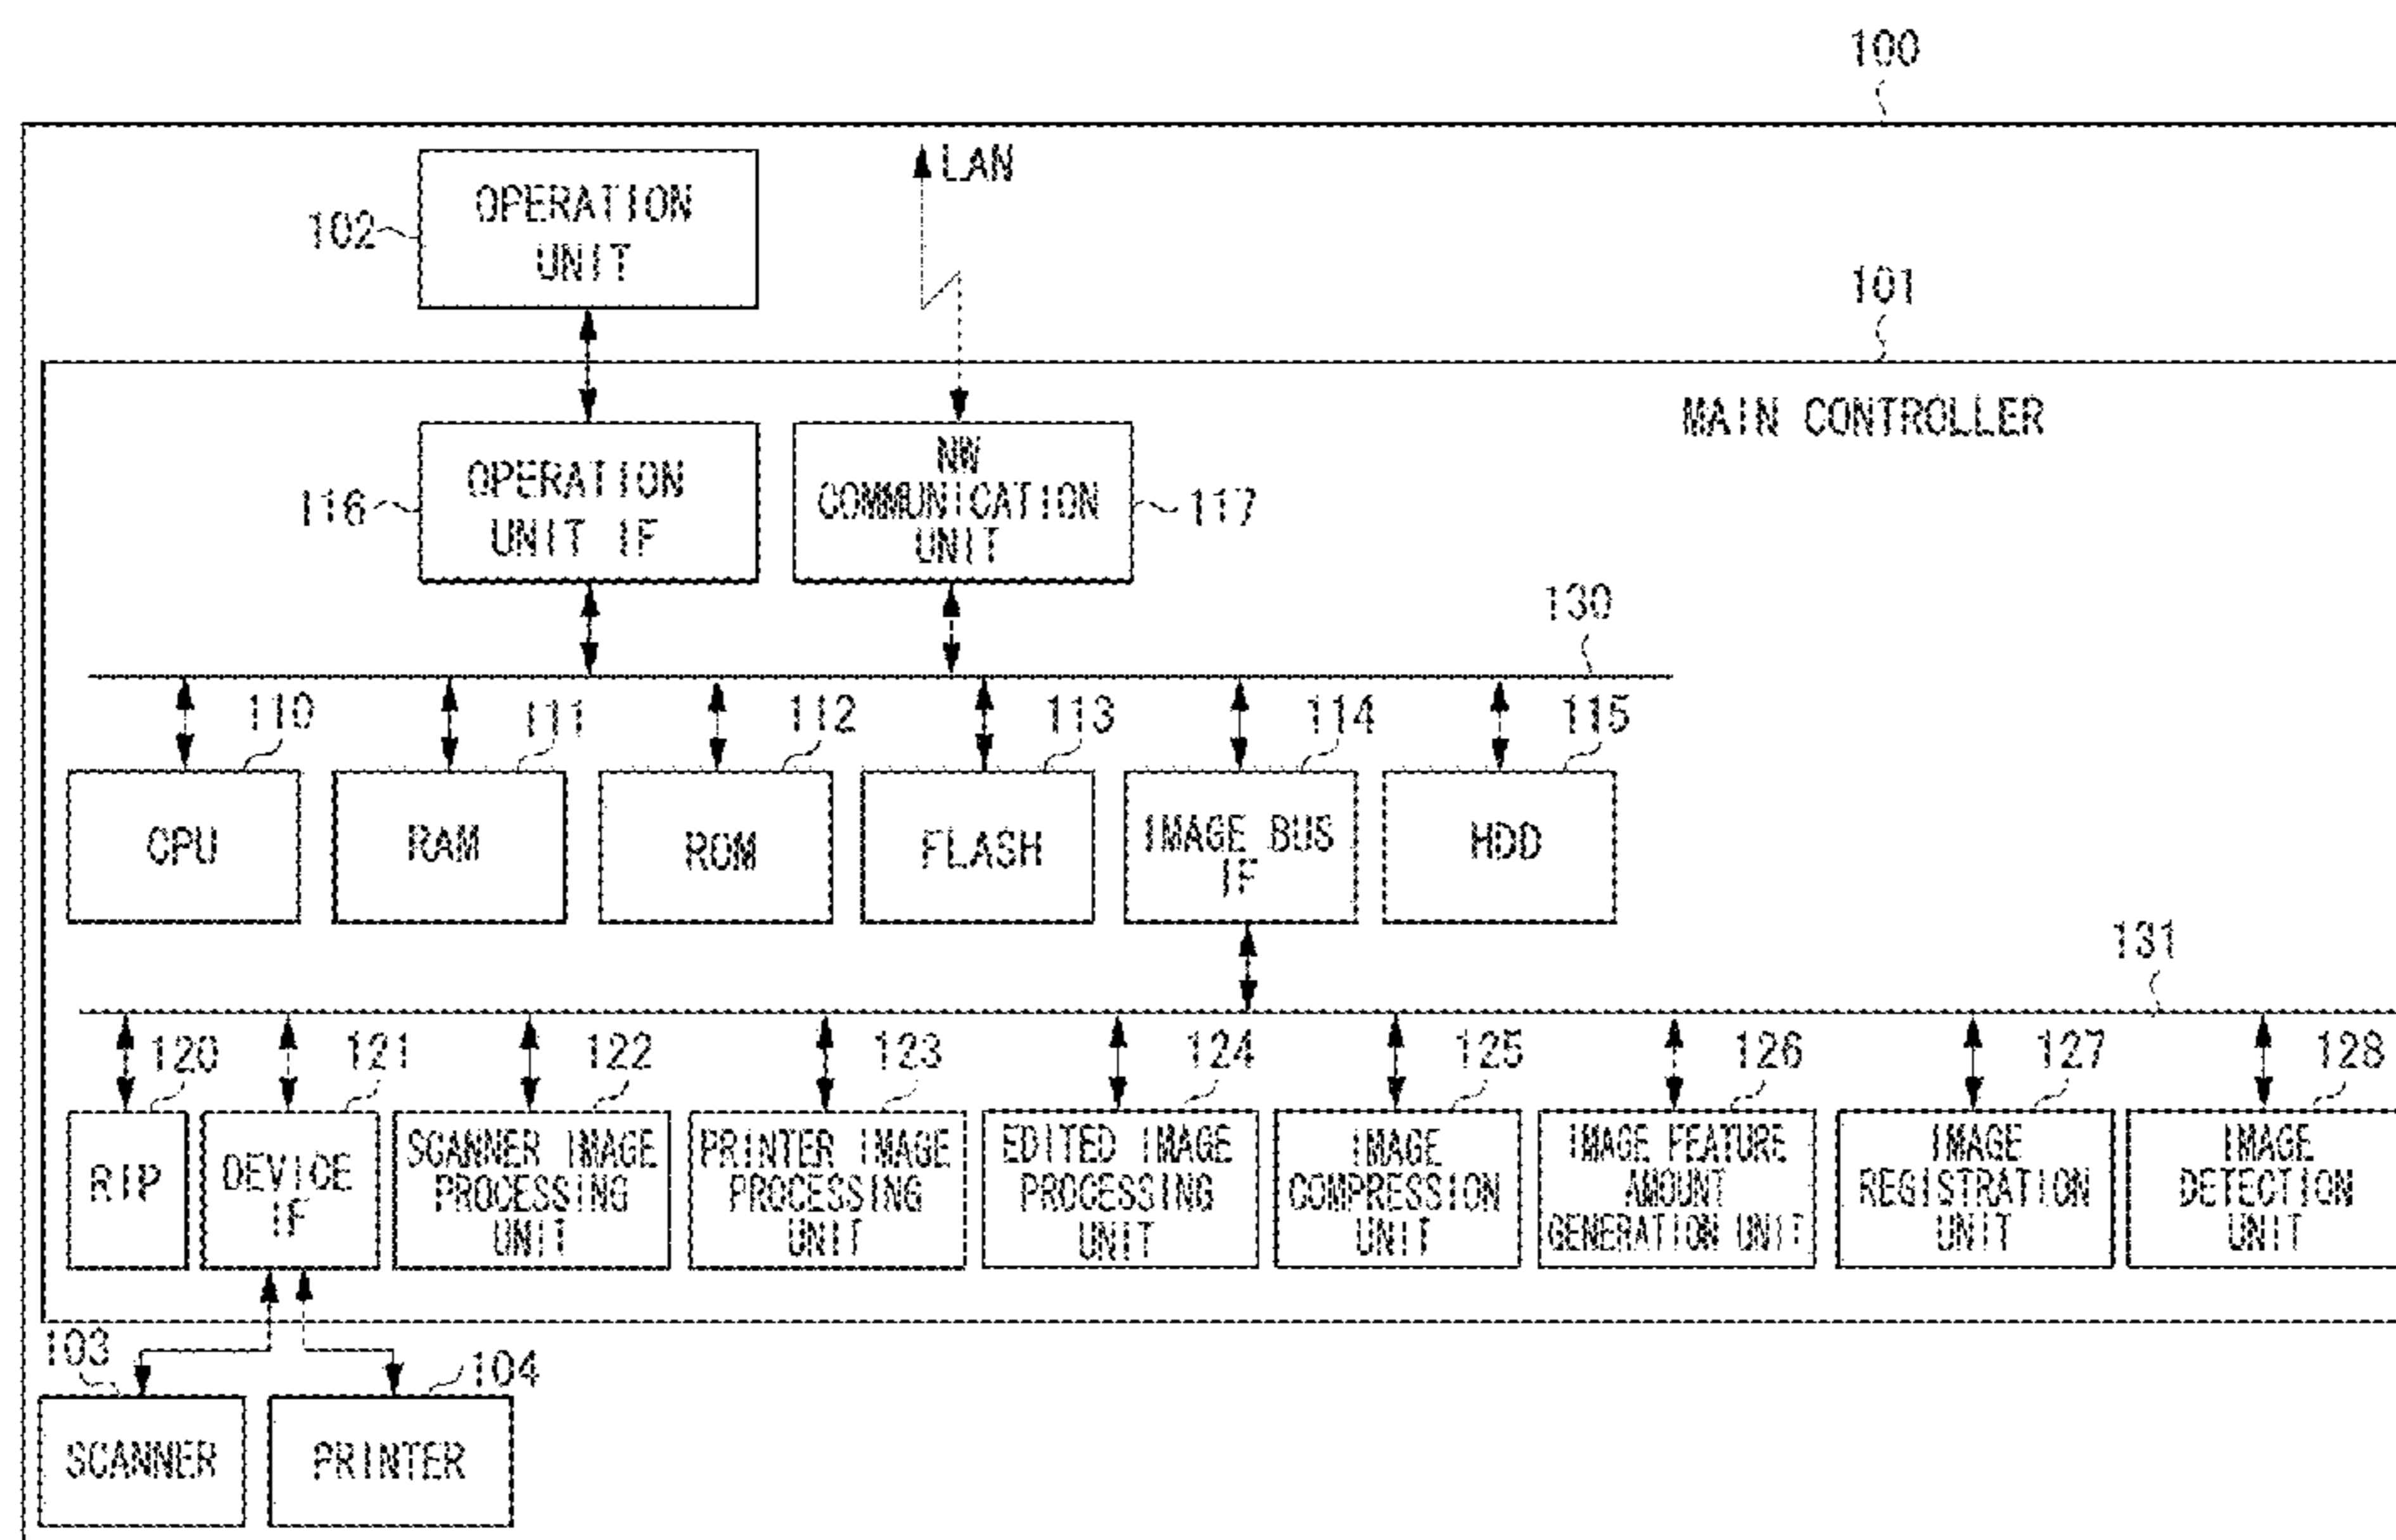 100
LAN
102
OPERATION
UNIT
101
MAIN CONTROLLER
116
OPERATION
UNIT IF
NW
COMMUNICATION
UNIT
117
130
110
111
112
113
114
115
CPU
RAM
ROM
FLASH
IMAGE BUS
IF
HDD
131
120
121
122
123
124
125
126
127
128
RIP
DEVICE
IF
SCANNER IMAGE
PROCESSING
UNIT
PRINTER IMAGE
PROCESSING
UNIT
EDITED IMAGE
PROCESSING
UNIT
IMAGE
COMPRESSION
UNIT
IMAGE FEATURE
AMOUNT
GENERATION UNIT
IMAGE
REGISTRATION
UNIT
IMAGE
DETECTION
UNIT
103
104
SCANNER
PRINTER